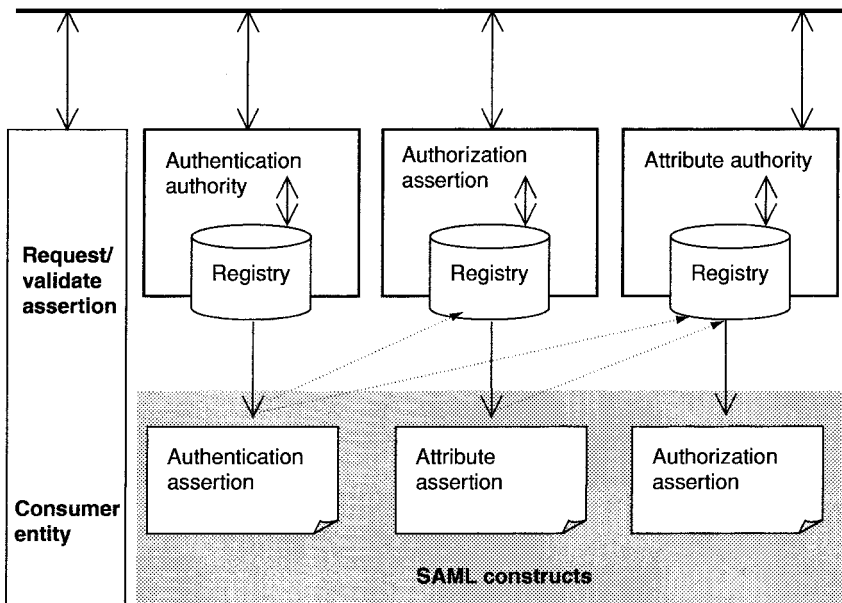 Authentication
authority
Authorization
assertion
Attribute authority
Request/
validate
assertion
Registry
Registry
Registry
Authentication
assertion
Attribute
assertion
Authorization
assertion
Consumer
entity
SAML constructs